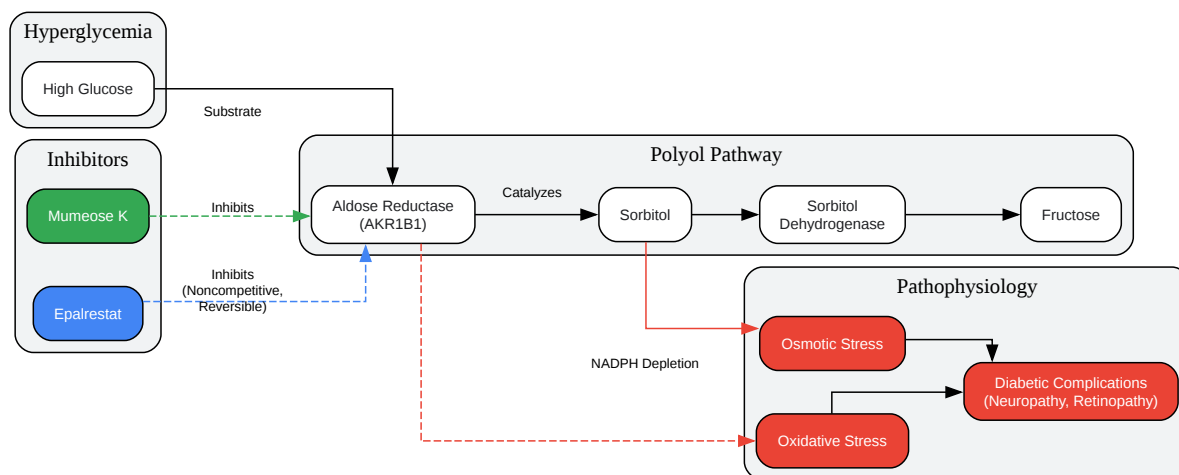 Hyperglycemia
High Glucose
Substrate
Inhibitors
Mumeose K
Inhibits
Epalrestat
Inhibits
(Noncompetitive,
Reversible)
Polyol Pathway
Aldose Reductase
(AKR1B1)
Catalyzes
Sorbitol
Sorbitol
Dehydrogenase
Fructose
Pathophysiology
Osmotic Stress
NADPH Depletion
Diabetic Complications
(Neuropathy, Retinopathy)
Oxidative Stress